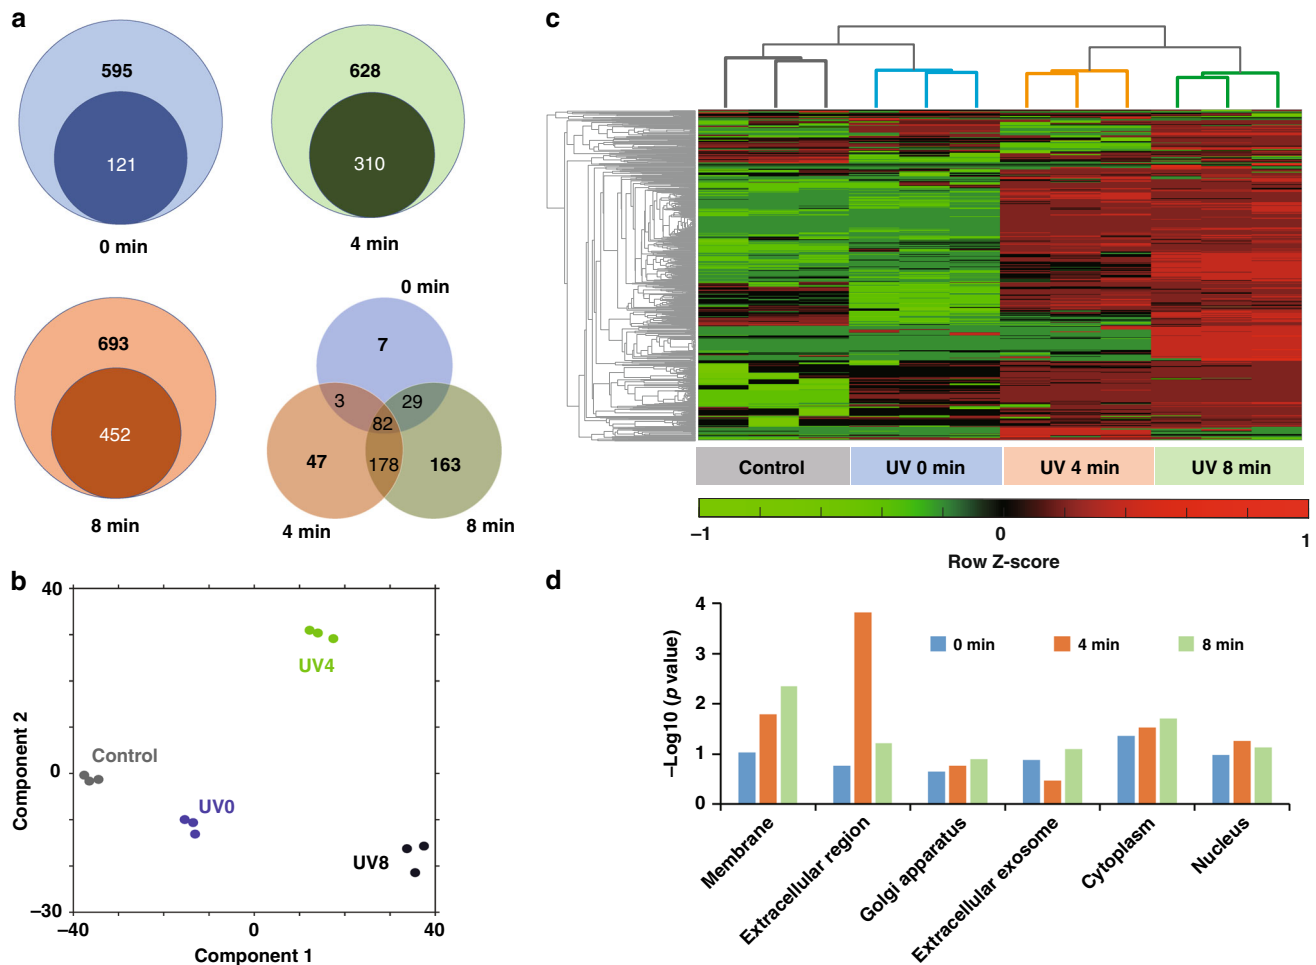 a
595
121
0 min
628
310
4 min
693
452
8 min
0 min
7
3
29
82
47
178
163
4 min
8 min
b
40
0
−30
−40
0
40
Component 2
Component 1
UV4
Control
UV0
UV8
c
Control
UV 0 min
UV 4 min
UV 8 min
−1
0
1
Row Z-score
d
4
3
2
1
0
−Log10 (p value)
0 min
4 min
8 min
Membrane
Extracellular region
Golgi apparatus
Extracellular exosome
Cytoplasm
Nucleus